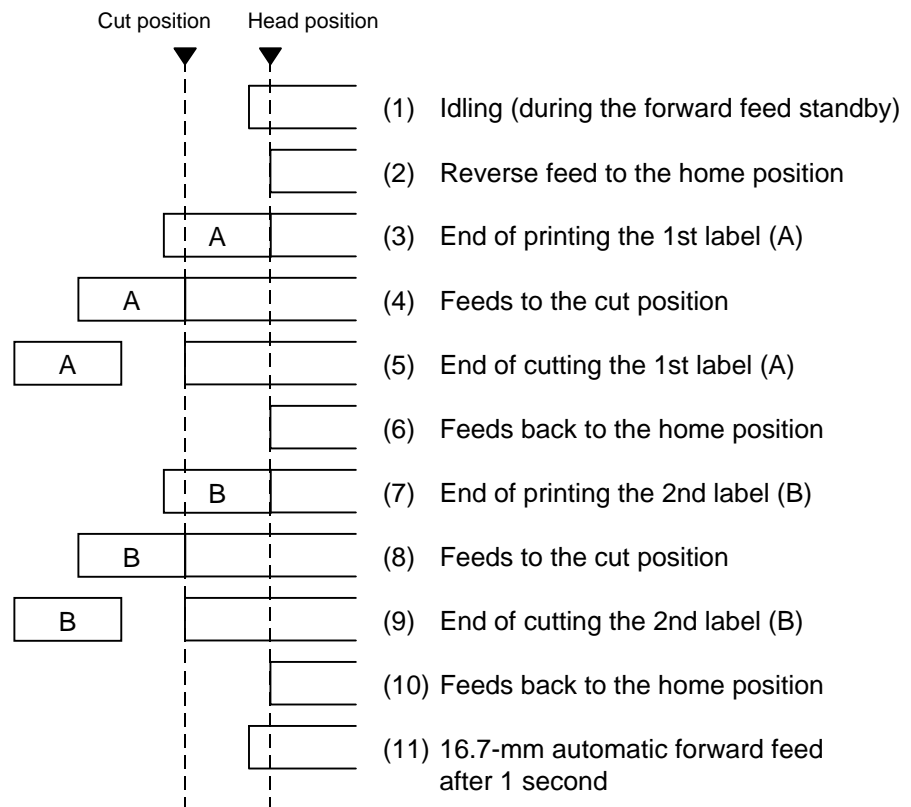 Cut position Head position
(1) Idling (during the forward feed standby)
(2) Reverse feed to the home position
A (3) End of printing the 1st label (A)
A (4) Feeds to the cut position
A (5) End of cutting the 1st label (A)
(6) Feeds back to the home position
B (7) End of printing the 2nd label (B)
B (8) Feeds to the cut position
B (9) End of cutting the 2nd label (B)
(10) Feeds back to the home position
(11) 16.7-mm automatic forward feed
after 1 second